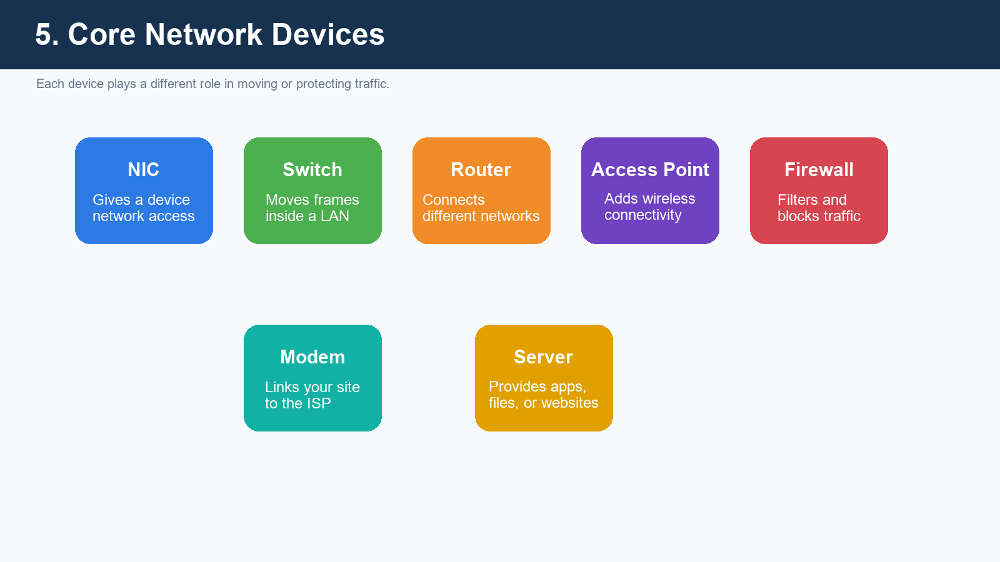 5. Core Network Devices
Each device plays a different role in moving or protecting traffic.
NIC
Gives a device
network access
Switch
Moves frames
inside a LAN
Router
Connects
different networks
Access Point
Adds wireless
connectivity
Firewall
Filters and
blocks traffic
Modem
Links your site
to the ISP
Server
Provides apps,
files, or websites